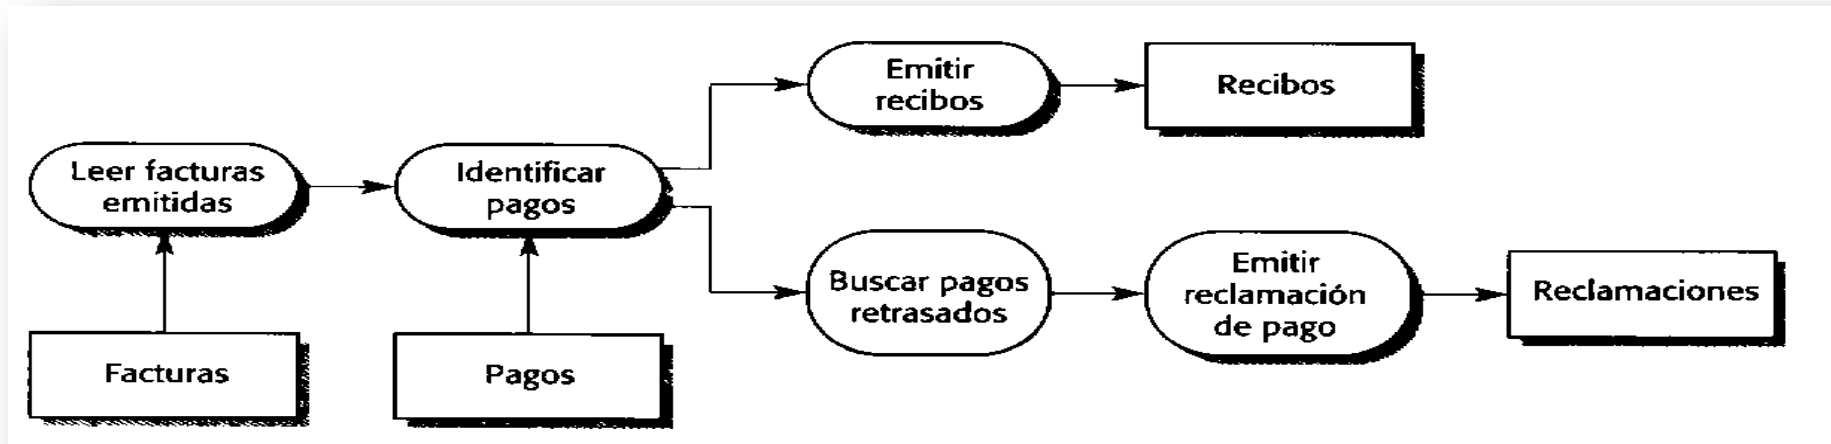 Emitir
recibos
Recibos
Leer facturas
emitidas
Identificar
pagos
Buscar pagos
retrasados
Emitir
reclamación
de pago
Reclamaciones
Facturas
Pagos